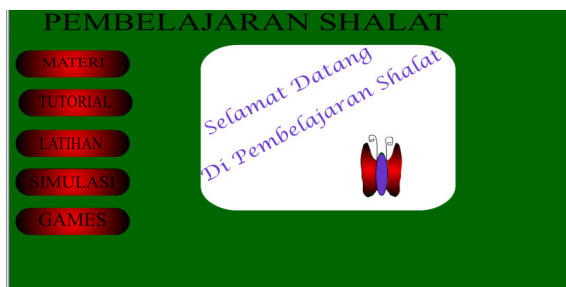 PEMBELAJARAN SHALAT
MATERI
TUTORIAL
LATIHAN
SIMULASI
GAMES
Selamat Datang
Di Pembelajaran Shalat